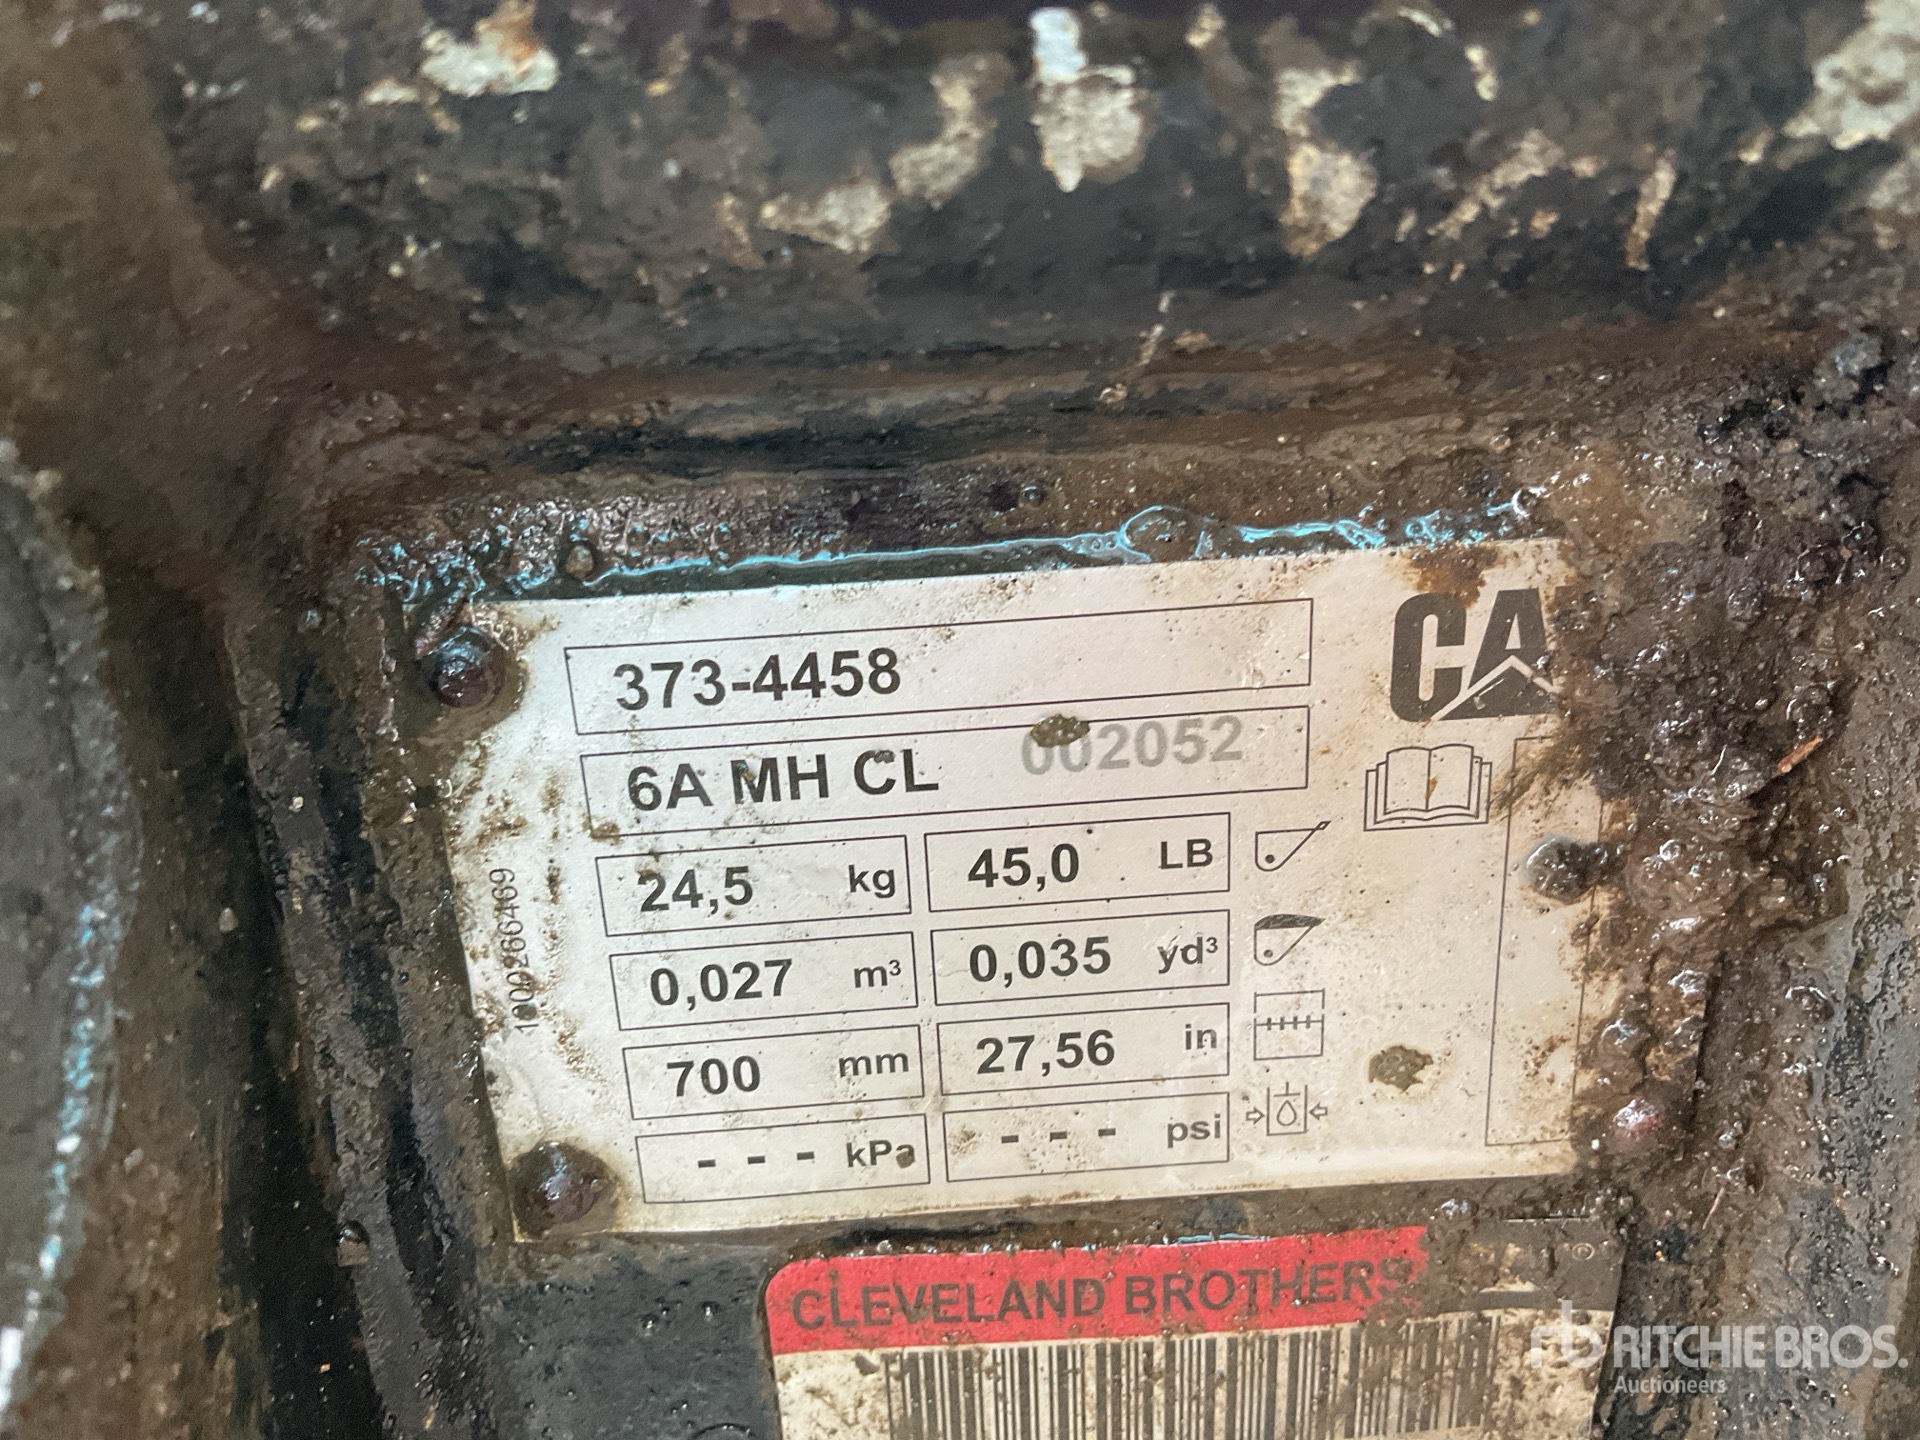 373-4458
CA
6A MH CL 002052
24,5 kg 45,0 LB
0,027 m³ 0,035 yd³
700 mm 27,56 in
- - - kPa - - - psi
1000266469
CLEVELAND BROTHERS
rb RITCHIE BROS.
Auctioneers